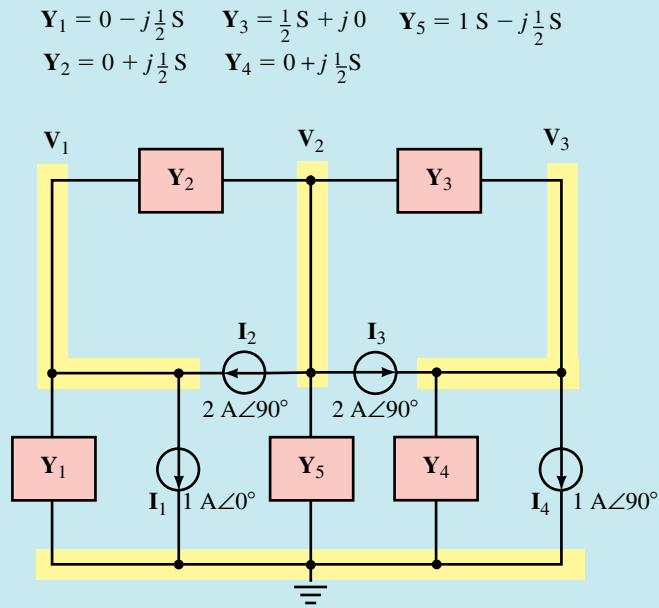 Y₁ = 0 − j½ S   Y₃ = ½ S + j0   Y₅ = 1 S − j½ S
Y₂ = 0 + j½ S   Y₄ = 0 + j½ S
V₁ V₂ V₃
Y₂ Y₃
I₂ I₃
2 A∠90° 2 A∠90°
Y₁ Y₅ Y₄
I₁ 1 A∠0° I₄ 1 A∠90°